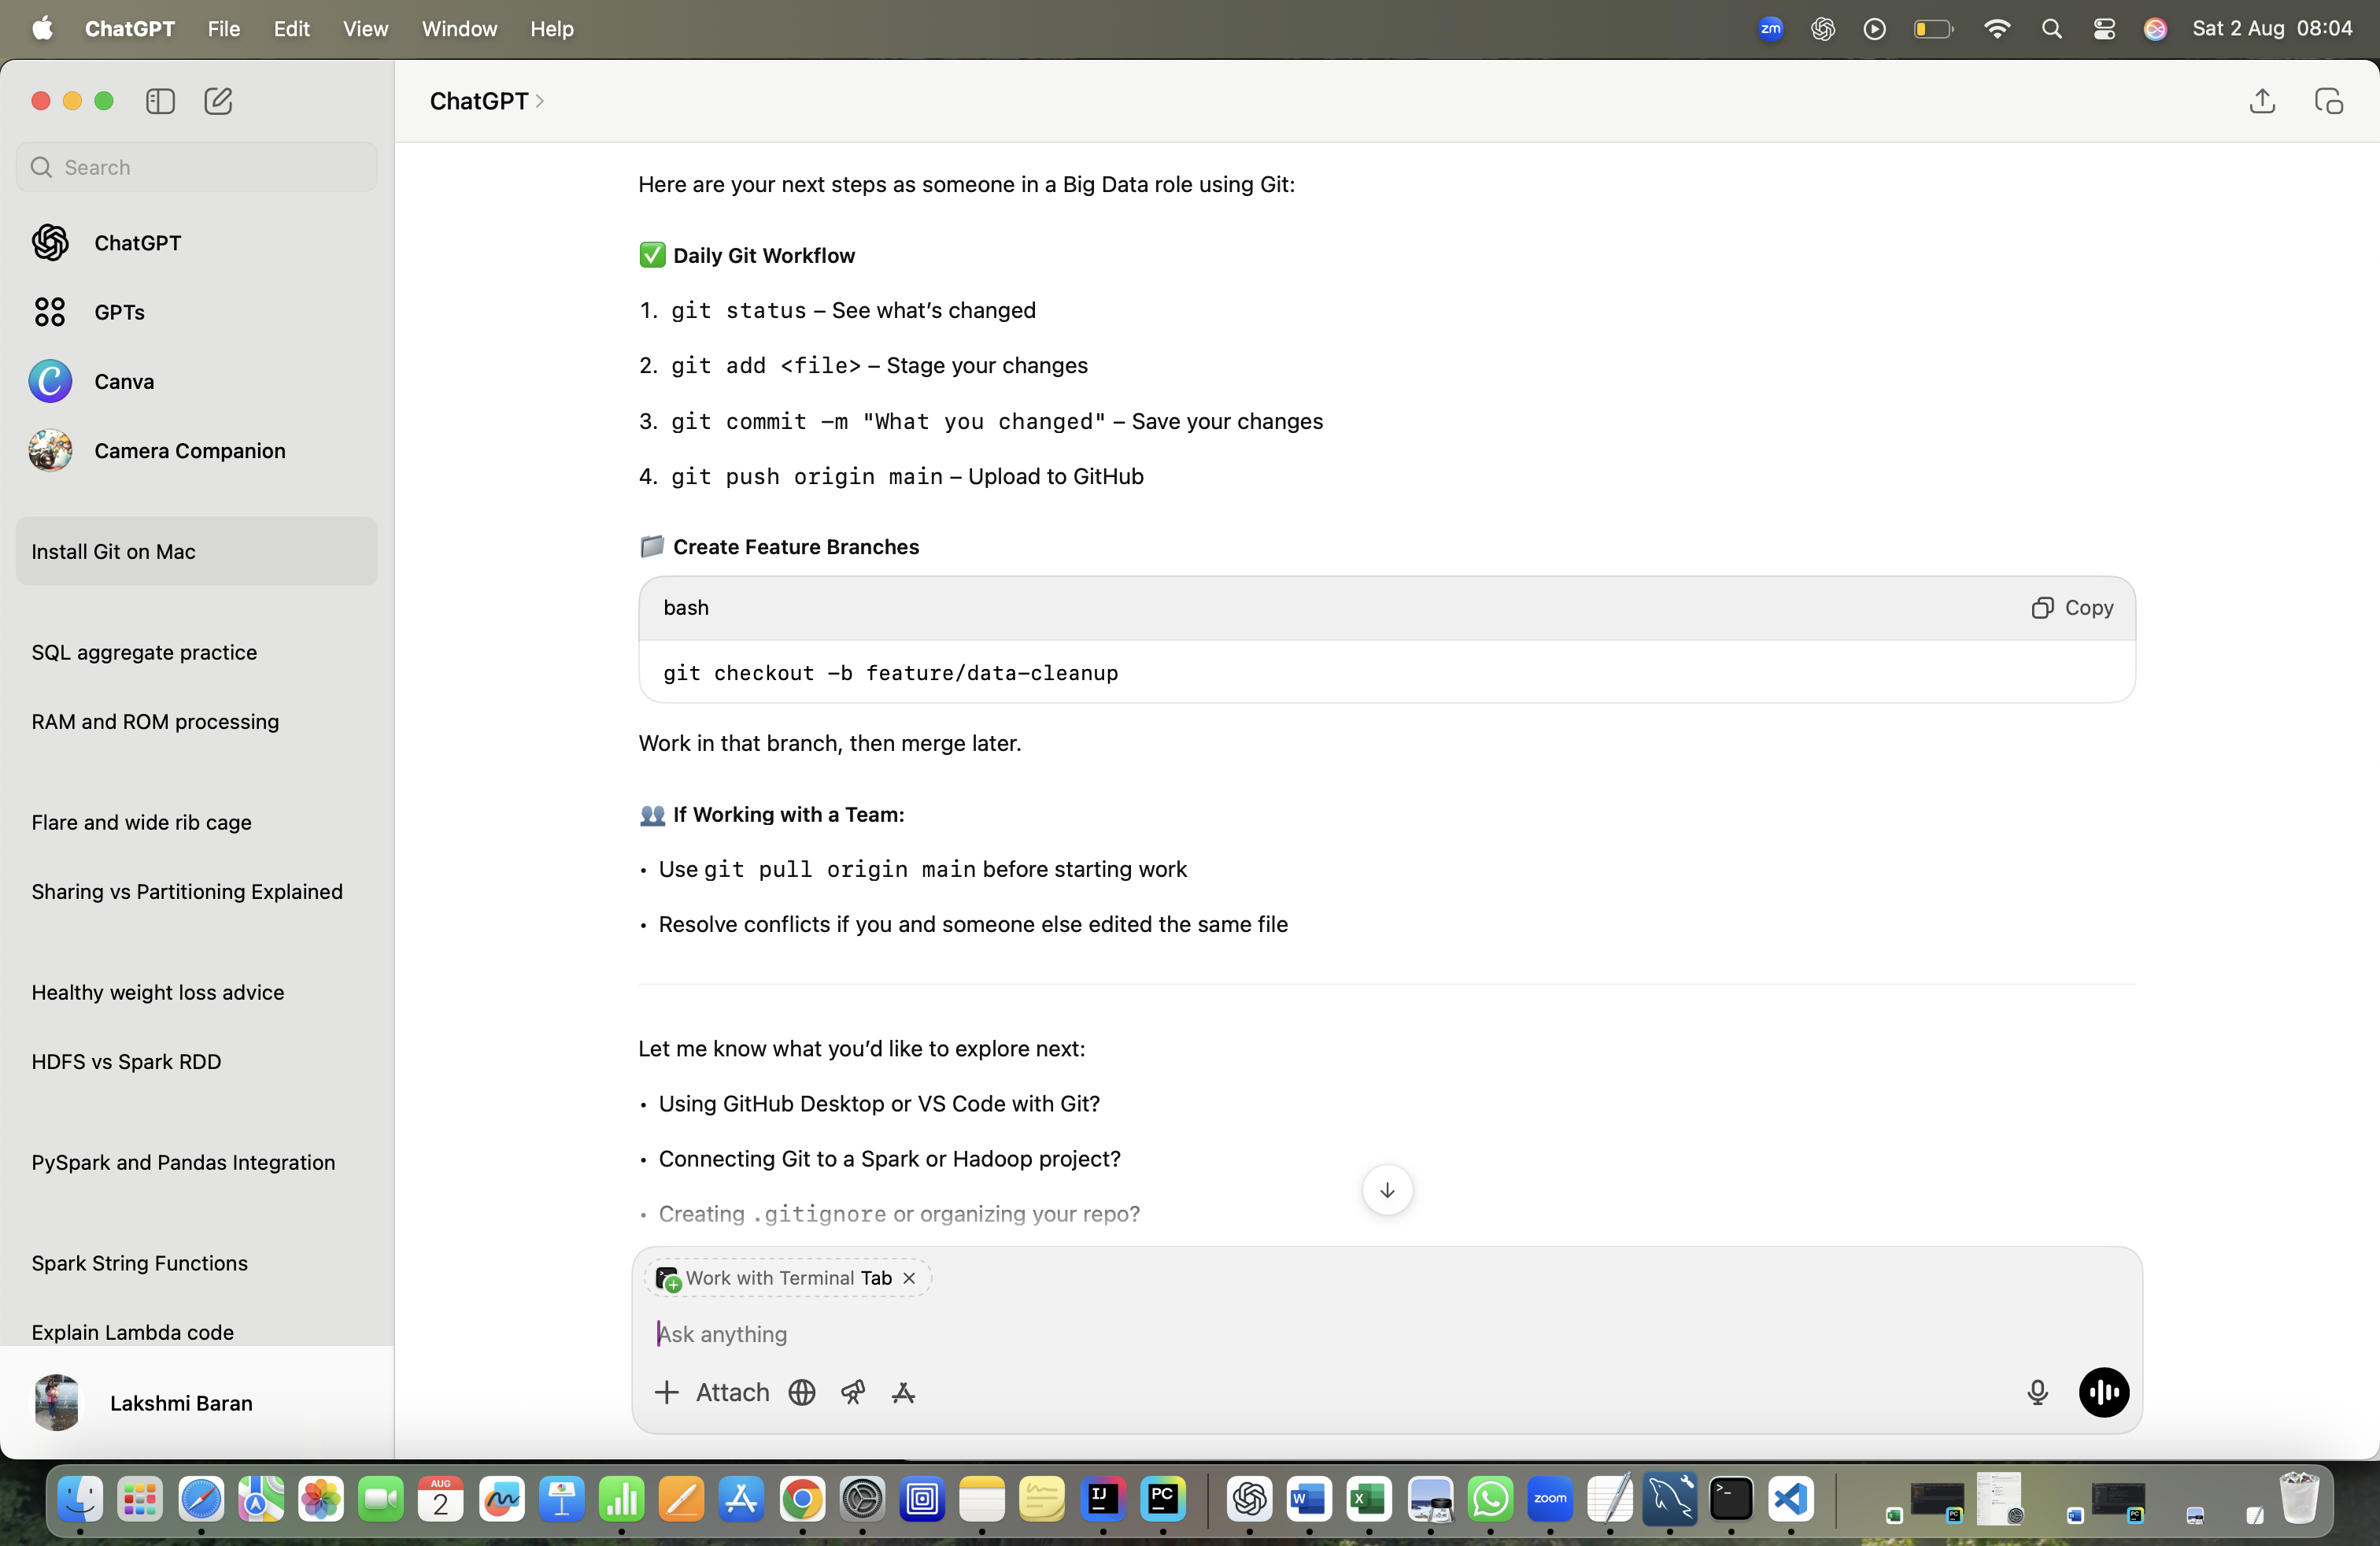 ChatGPT File Edit View Window Help zm Sat 2 Aug 08:04
ChatGPT
Search
ChatGPT
GPTs
Canva
Camera Companion
Install Git on Mac
SQL aggregate practice
RAM and ROM processing
Flare and wide rib cage
Sharing vs Partitioning Explained
Healthy weight loss advice
HDFS vs Spark RDD
PySpark and Pandas Integration
Spark String Functions
Explain Lambda code
Lakshmi Baran
Here are your next steps as someone in a Big Data role using Git:
✅ Daily Git Workflow
1. git status – See what’s changed
2. git add <file> – Stage your changes
3. git commit -m "What you changed" – Save your changes
4. git push origin main – Upload to GitHub
📁 Create Feature Branches
bash Copy
git checkout -b feature/data-cleanup
Work in that branch, then merge later.
👥 If Working with a Team:
• Use git pull origin main before starting work
• Resolve conflicts if you and someone else edited the same file
Let me know what you’d like to explore next:
• Using GitHub Desktop or VS Code with Git?
• Connecting Git to a Spark or Hadoop project?
• Creating .gitignore or organizing your repo?
Work with Terminal Tab ×
Ask anything
Attach
AUG
2
IJ
PC
W
X
zoom